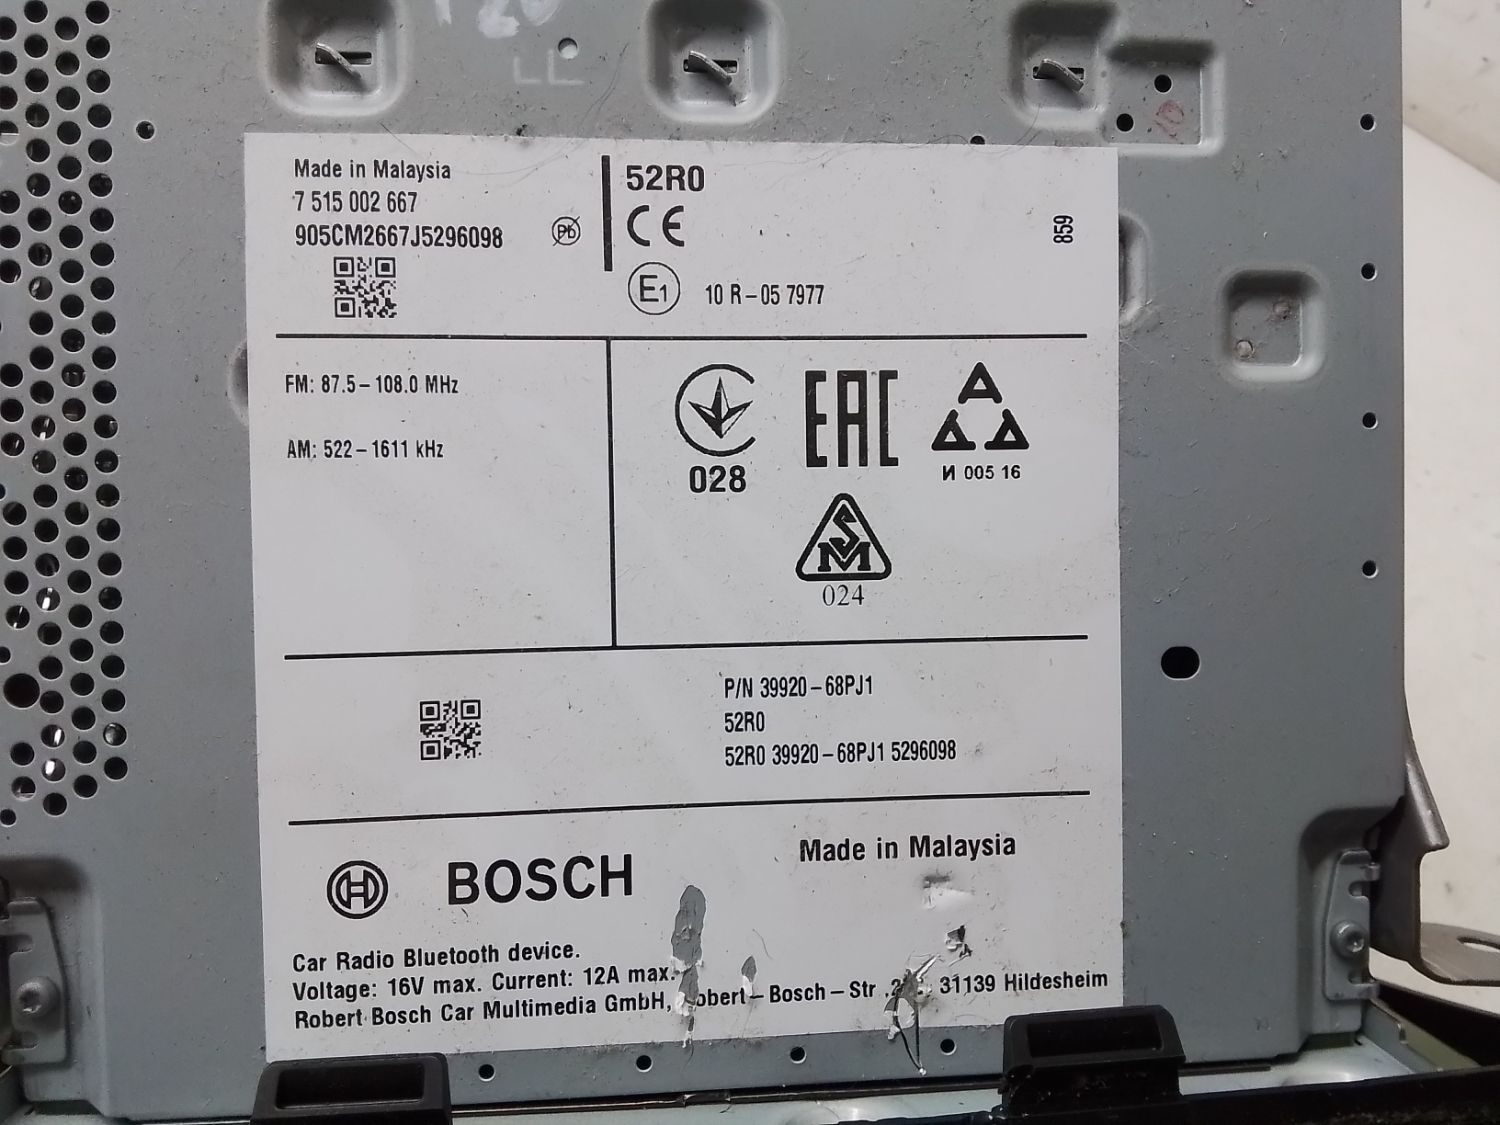 Made in Malaysia
7 515 002 667
905CM2667J5296098
Pb
52R0
CE
E1
10 R-05 7977
859
FM: 87.5-108.0 MHz
AM: 522-1611 kHz
028
EAC
И 005 16
SM
024
P/N 39920-68PJ1
52R0
52R0 39920-68PJ1 5296098
BOSCH
Made in Malaysia
Car Radio Bluetooth device.
Voltage: 16V max. Current: 12A max.
Robert Bosch Car Multimedia GmbH, -Bosch-Str 31139 Hildesheim